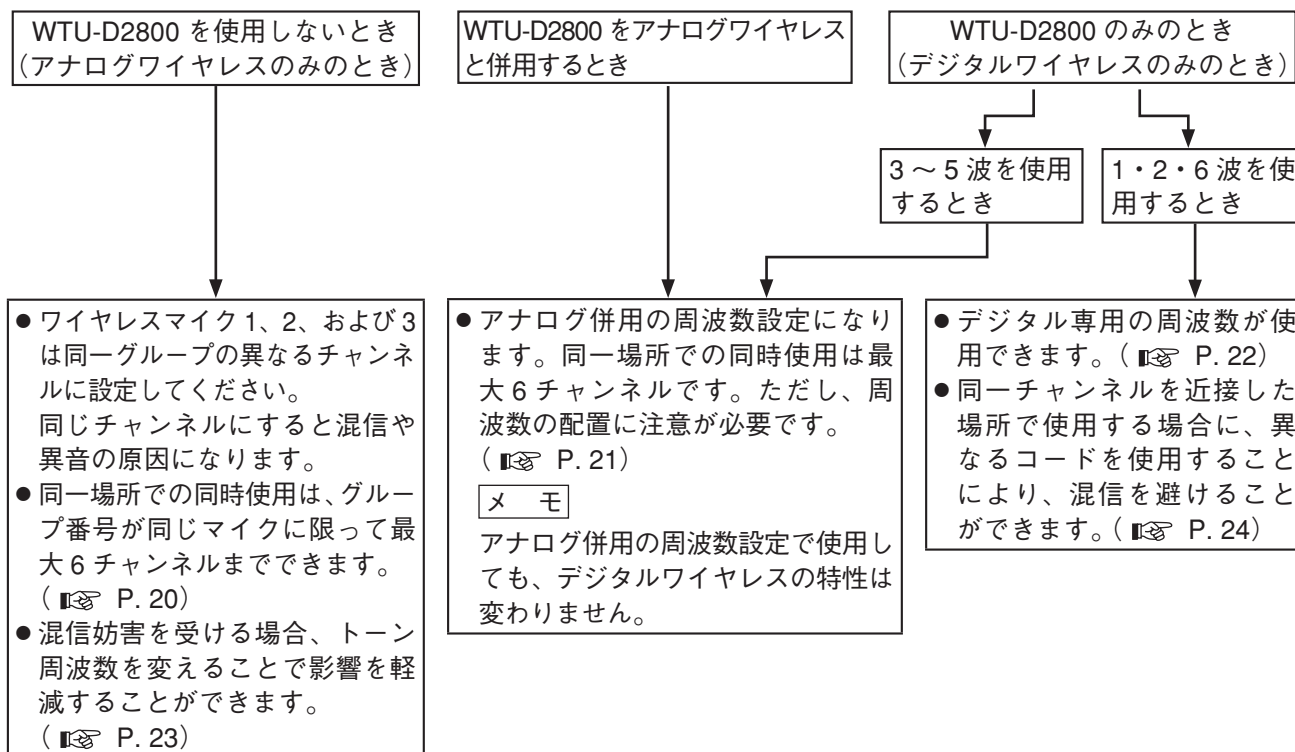 WTU-D2800 を使用しないとき
（アナログワイヤレスのみのとき）
WTU-D2800 をアナログワイヤレス
と併用するとき
WTU-D2800 のみのとき
（デジタルワイヤレスのみのとき）
3 ～ 5 波を使用
するとき
1・2・6 波を使
用するとき
● ワイヤレスマイク 1、2、および 3
は同一グループの異なるチャンネ
ルに設定してください。
同じチャンネルにすると混信や
異音の原因になります。
● 同一場所での同時使用は、グルー
プ番号が同じマイクに限って最
大 6 チャンネルまでできます。
（☞ P. 20）
● 混信妨害を受ける場合、トーン
周波数を変えることで影響を軽
減することができます。
（☞ P. 23）
● アナログ併用の周波数設定になり
ます。同一場所での同時使用は最
大 6 チャンネルです。ただし、周
波数の配置に注意が必要です。
（☞ P. 21）
メ モ
アナログ併用の周波数設定で使用し
ても、デジタルワイヤレスの特性は
変わりません。
● デジタル専用の周波数が使
用できます。（☞ P. 22）
● 同一チャンネルを近接した
場所で使用する場合に、異
なるコードを使用すること
により、混信を避けること
ができます。（☞ P. 24）